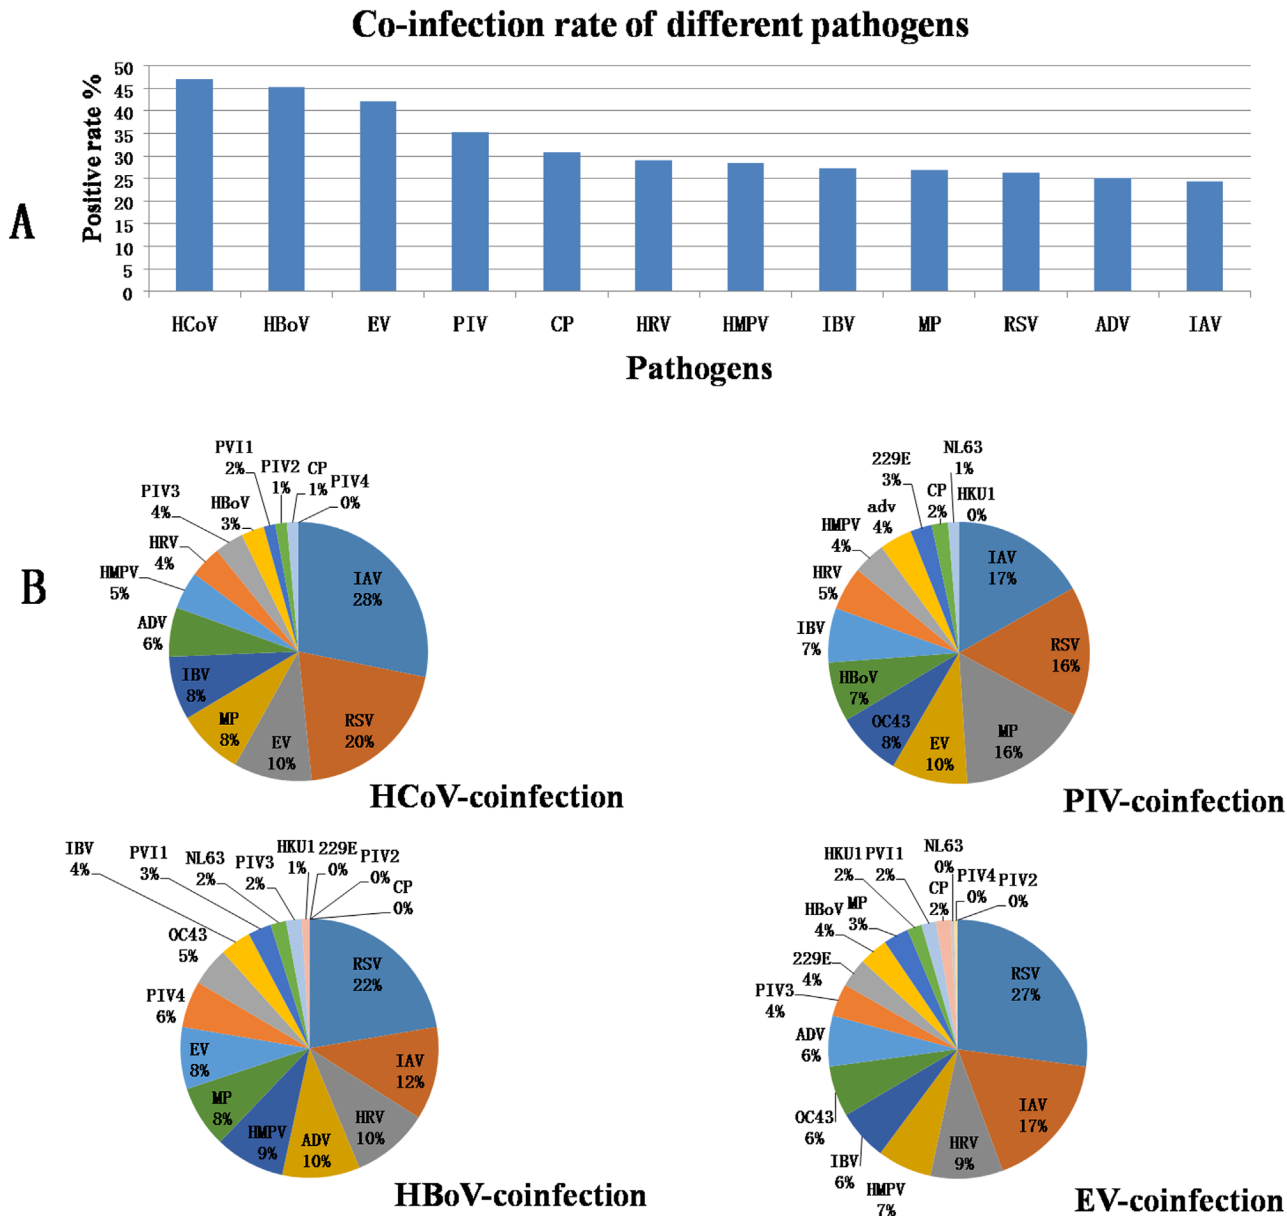 Co-infection rate of different pathogens
A
Positive rate %
50
45
40
35
30
25
20
15
10
5
0
HCoV HBoV EV PIV CP HRV HMPV IBV MP RSV ADV IAV
Pathogens
B
IAV
28%
RSV
20%
EV
10%
MP
8%
IBV
8%
ADV
6%
HMPV
5%
HRV
4%
PIV3
4%
HBoV
3%
PVI1
2%
PIV2
1%
CP
1%
PIV4
0%
HCoV-coinfection
IAV
17%
RSV
16%
MP
16%
EV
10%
OC43
8%
HBoV
7%
IBV
7%
HRV
5%
HMPV
4%
adv
4%
229E
3%
CP
2%
NL63
1%
HKU1
0%
PIV-coinfection
RSV
22%
IAV
12%
HRV
10%
ADV
10%
HMPV
9%
MP
8%
EV
8%
PIV4
6%
OC43
5%
IBV
4%
PVI1
3%
NL63
2%
PIV3
2%
HKU1
1%
229E
0%
PIV2
0%
CP
0%
HBoV-coinfection
RSV
27%
IAV
17%
HRV
9%
HMPV
7%
IBV
6%
OC43
6%
ADV
6%
PIV3
4%
229E
4%
HBoV
4%
MP
3%
HKU1
2%
PVI1
2%
CP
2%
NL63
0%
PIV4
0%
PIV2
0%
EV-coinfection